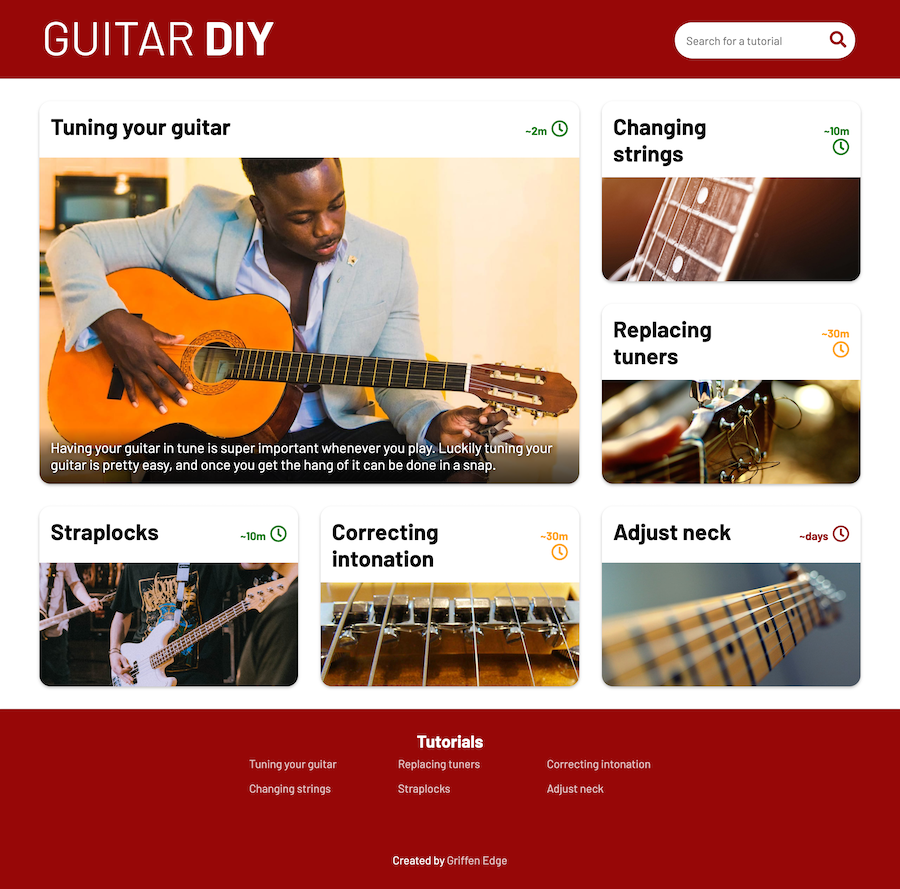 GUITAR DIY
Search for a tutorial
Tuning your guitar
~2m
Having your guitar in tune is super important whenever you play. Luckily tuning your
guitar is pretty easy, and once you get the hang of it can be done in a snap.
Changing
strings
~10m
Replacing
tuners
~30m
Straplocks
~10m
Correcting
intonation
~30m
Adjust neck
~days
Tutorials
Tuning your guitar
Replacing tuners
Correcting intonation
Changing strings
Straplocks
Adjust neck
Created by Griffen Edge